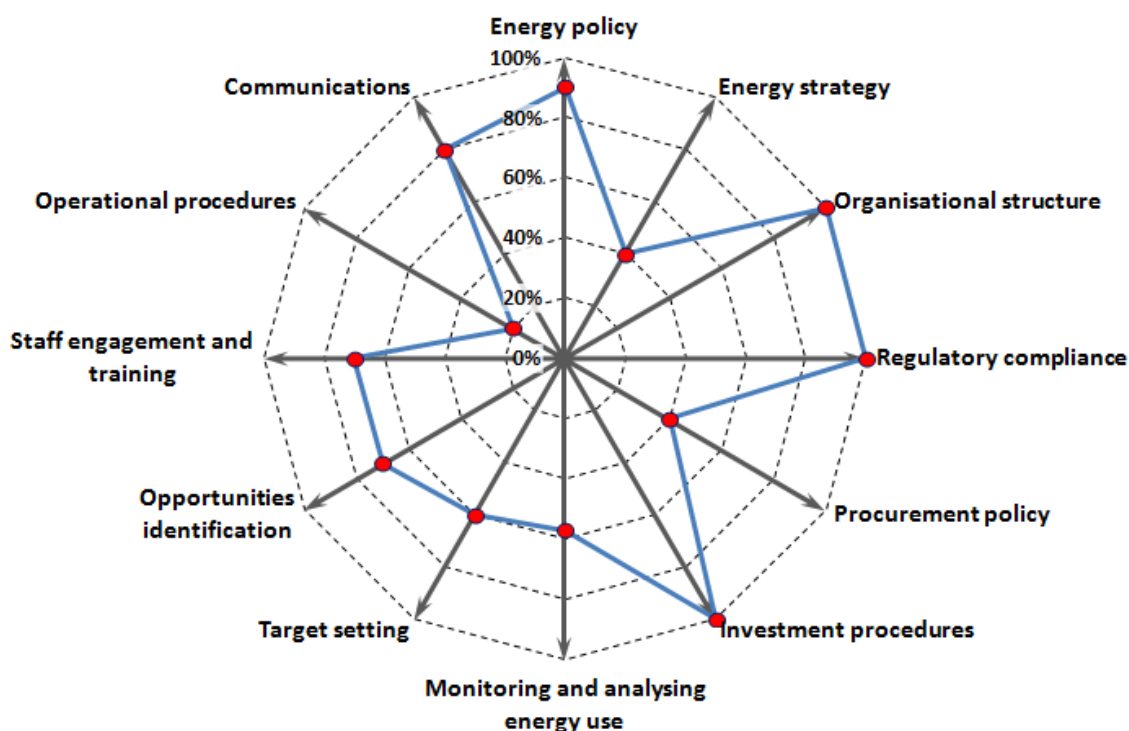 Energy policy
100%
Communications
Energy strategy
80%
Operational procedures
Organisational structure
60%
40%
20%
Staff engagement and
training
0%
Regulatory compliance
Opportunities
identification
Procurement policy
Target setting
Investment procedures
Monitoring and analysing
energy use